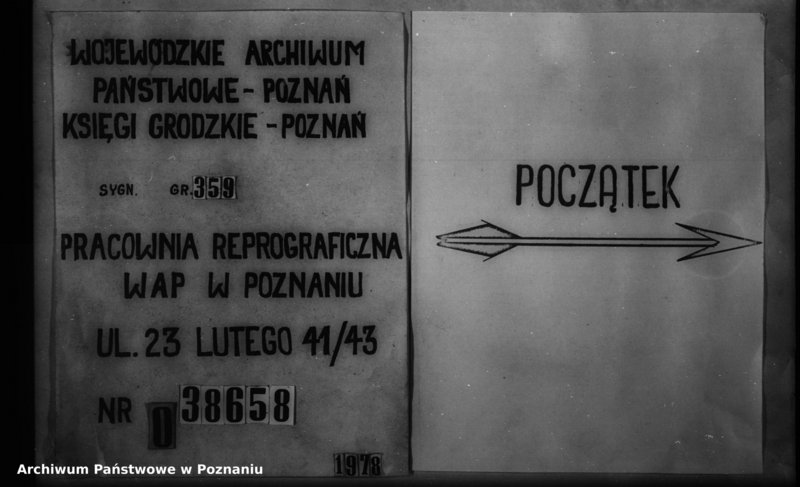 WOJEWÓDZKIE ARCHIWUM
PAŃSTWOWE - POZNAŃ
KSIĘGI GRODZKIE - POZNAŃ
SYGN. GR. 359
PRACOWNIA REPROGRAFICZNA
WAP W POZNANIU
UL. 23 LUTEGO 41/43
NR 0 38658
1978
POCZĄTEK
Archiwum Państwowe w Poznaniu